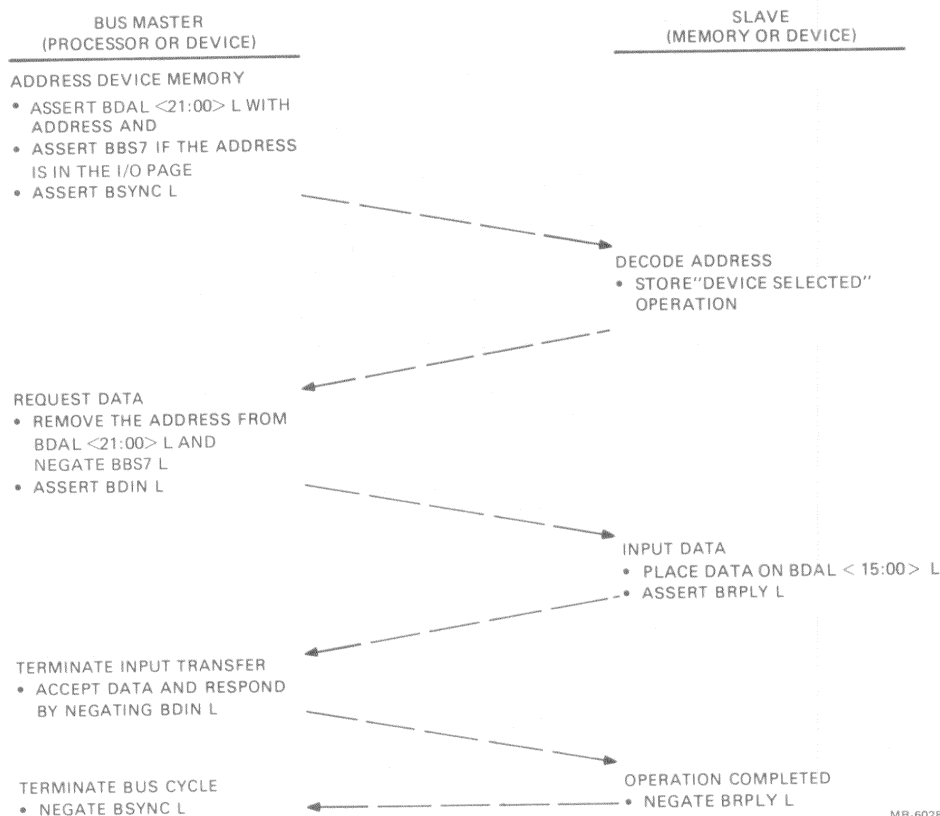 BUS MASTER
(PROCESSOR OR DEVICE)
SLAVE
(MEMORY OR DEVICE)
ADDRESS DEVICE MEMORY
• ASSERT BDAL <21:00> L WITH
ADDRESS AND
• ASSERT BBS7 IF THE ADDRESS
IS IN THE I/O PAGE
• ASSERT BSYNC L
DECODE ADDRESS
• STORE"DEVICE SELECTED"
OPERATION
REQUEST DATA
• REMOVE THE ADDRESS FROM
BDAL <21:00> L AND
NEGATE BBS7 L
• ASSERT BDIN L
INPUT DATA
• PLACE DATA ON BDAL < 15:00> L
• ASSERT BRPLY L
TERMINATE INPUT TRANSFER
• ACCEPT DATA AND RESPOND
BY NEGATING BDIN L
OPERATION COMPLETED
• NEGATE BRPLY L
TERMINATE BUS CYCLE
• NEGATE BSYNC L
MR-6028